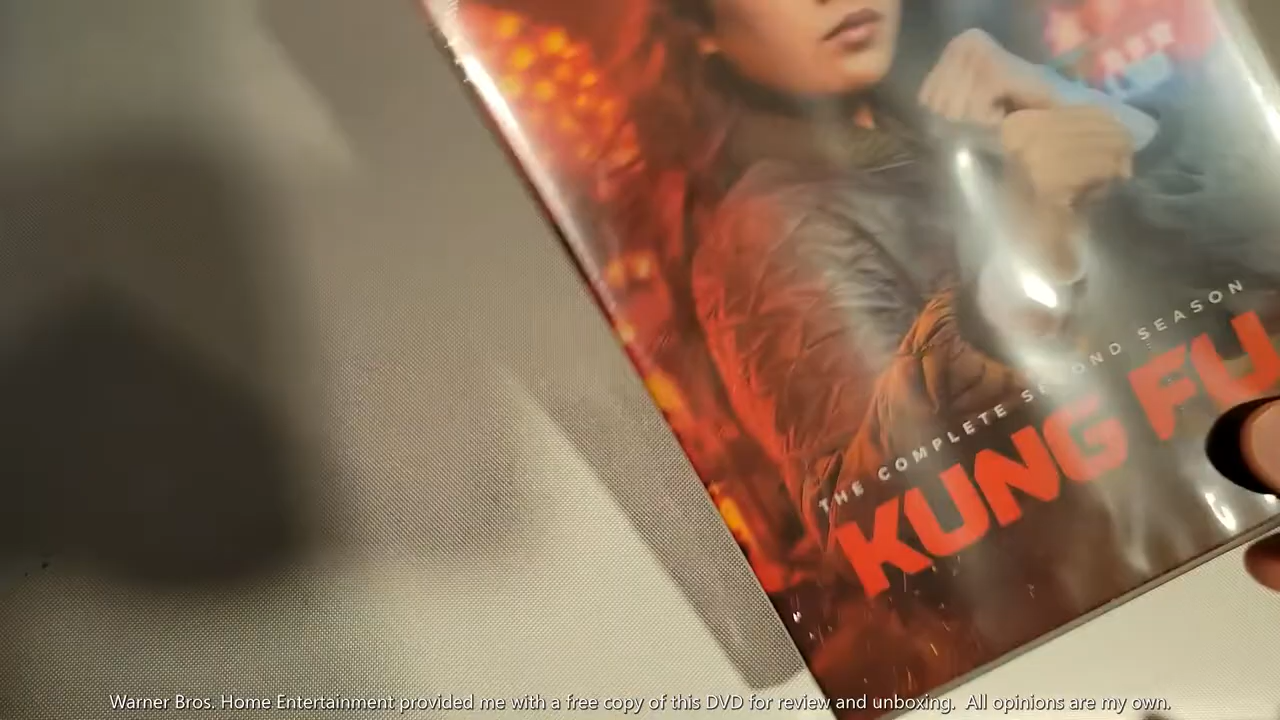 THE COMPLETE SECOND SEASON
KUNG FU
Warner Bros. Home Entertainment provided me with a free copy of this DVD for review and unboxing.  All opinions are my own.